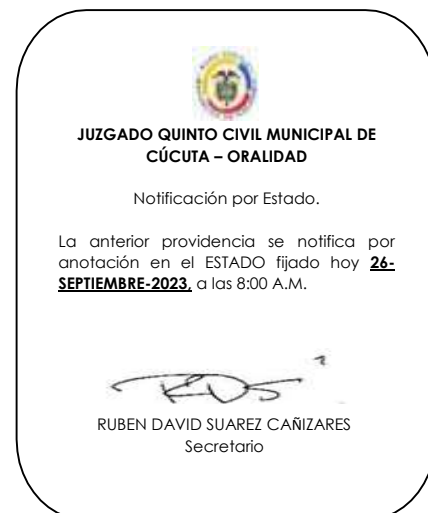 JUZGADO QUINTO CIVIL MUNICIPAL DE
CÚCUTA – ORALIDAD
Notificación por Estado.
La anterior providencia se notifica por
anotación en el ESTADO fijado hoy 26-
SEPTIEMBRE-2023, a las 8:00 A.M.
RUBEN DAVID SUAREZ CAÑIZARES
Secretario